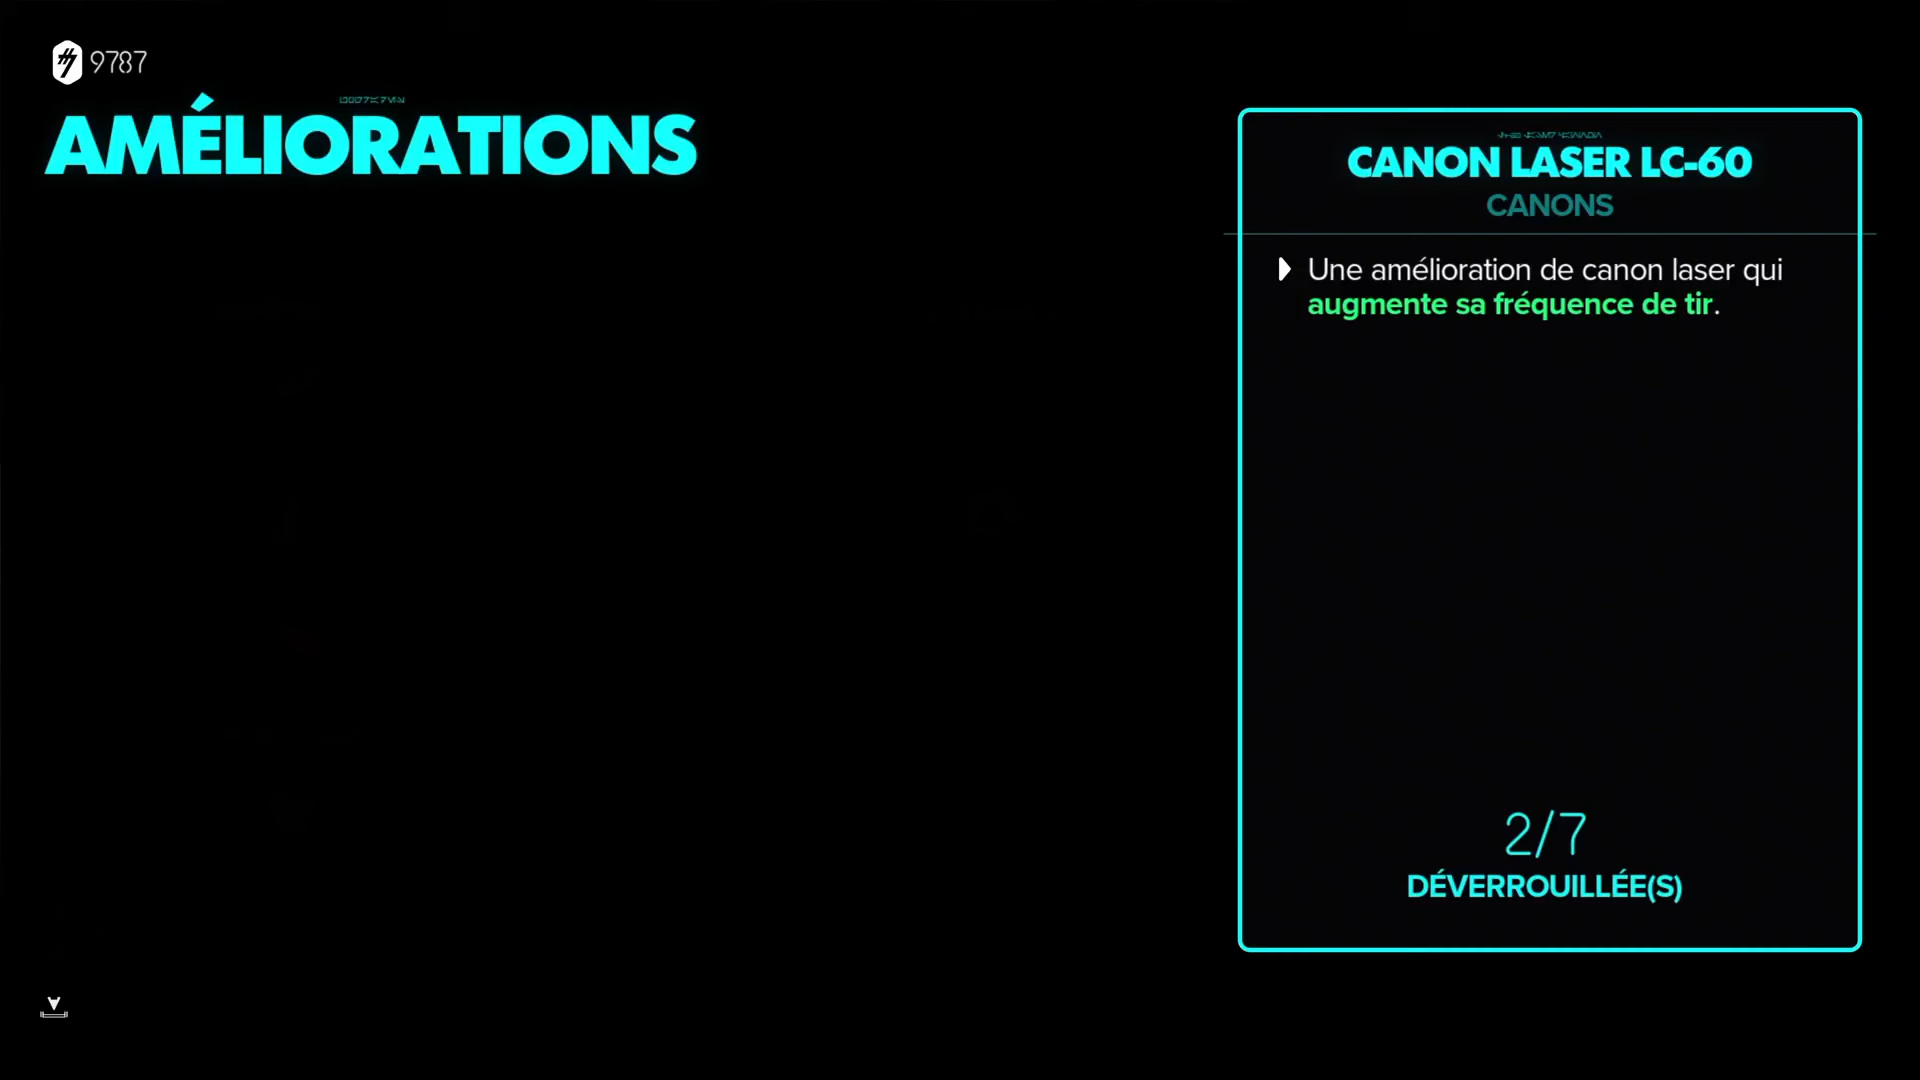 9787
AMÉLIORATIONS
CANON LASER LC-60
CANONS
Une amélioration de canon laser qui
augmente sa fréquence de tir.
2/7
DÉVERROUILLÉE(S)